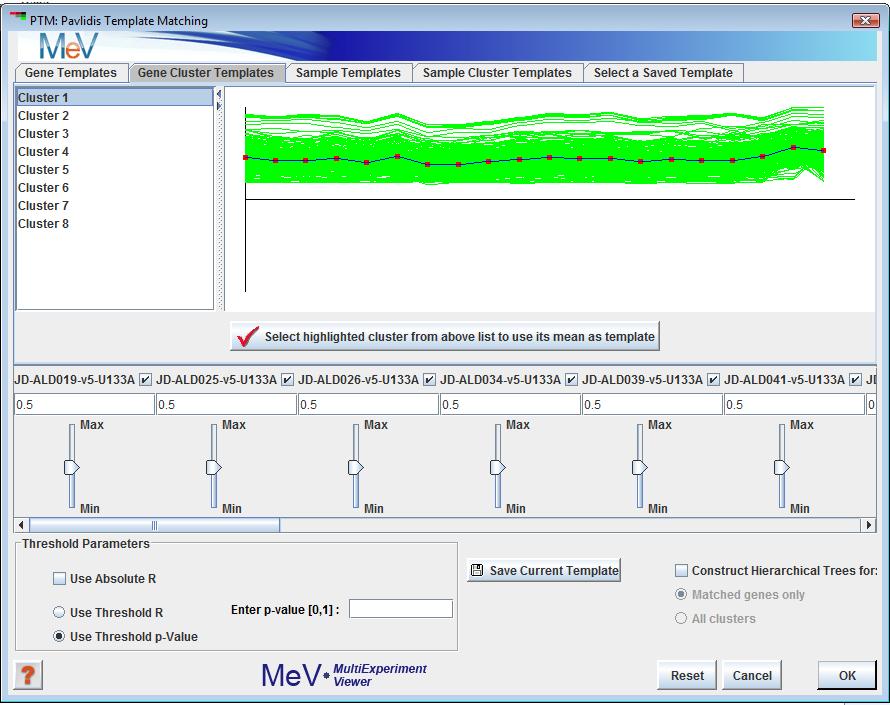 PTM: Pavlidis Template Matching
MeV
Gene Templates Gene Cluster Templates Sample Templates Sample Cluster Templates Select a Saved Template
Cluster 1
Cluster 2
Cluster 3
Cluster 4
Cluster 5
Cluster 6
Cluster 7
Cluster 8
Select highlighted cluster from above list to use its mean as template
JD-ALD019-v5-U133A JD-ALD025-v5-U133A JD-ALD026-v5-U133A JD-ALD034-v5-U133A JD-ALD039-v5-U133A JD-ALD041-v5-U133A JD
0.5 0.5 0.5 0.5 0.5 0.5 0
Max Max Max Max Max Max
Min Min Min Min Min Min
Threshold Parameters
Use Absolute R
Use Threshold R
Enter p-value [0,1] :
Use Threshold p-Value
Save Current Template
Construct Hierarchical Trees for:
Matched genes only
All clusters
?
MeV MultiExperiment
Viewer
Reset Cancel OK